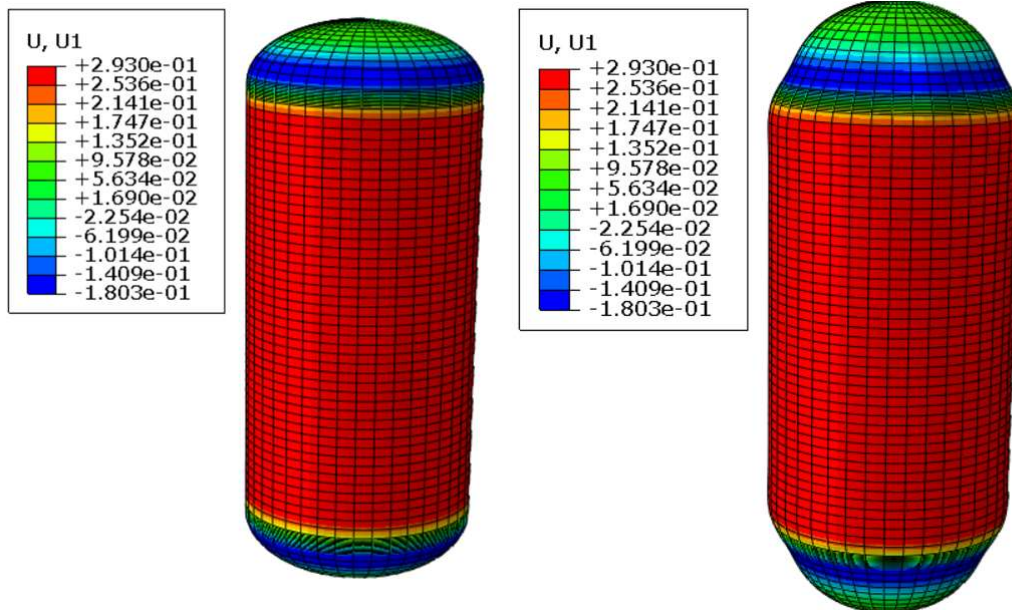 U, U1
+2.930e-01
+2.536e-01
+2.141e-01
+1.747e-01
+1.352e-01
+9.578e-02
+5.634e-02
+1.690e-02
-2.254e-02
-6.199e-02
-1.014e-01
-1.409e-01
-1.803e-01
U, U1
+2.930e-01
+2.536e-01
+2.141e-01
+1.747e-01
+1.352e-01
+9.578e-02
+5.634e-02
+1.690e-02
-2.254e-02
-6.199e-02
-1.014e-01
-1.409e-01
-1.803e-01